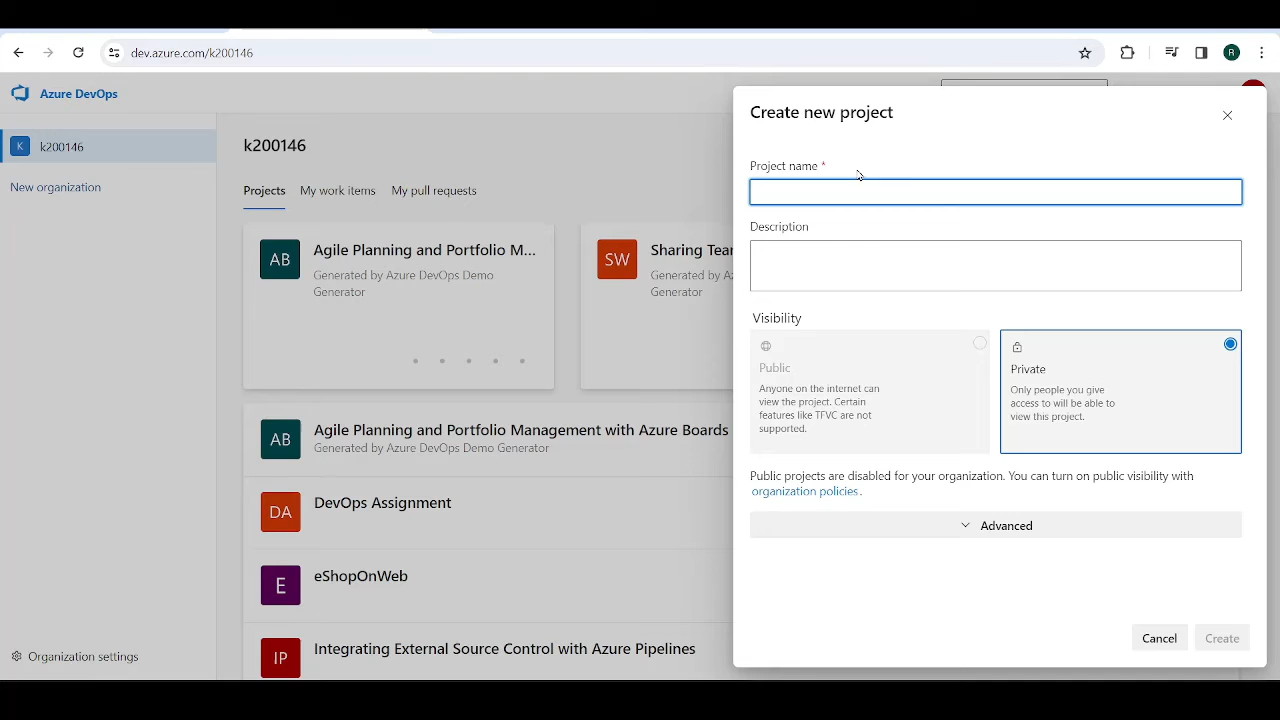 dev.azure.com/k200146
R
Azure DevOps
K k200146
New organization
k200146
Projects My work items My pull requests
AB
Agile Planning and Portfolio M...
Generated by Azure DevOps Demo
Generator
SW
Sharing Tea
Generated by A
Generator
AB
Agile Planning and Portfolio Management with Azure Boards
Generated by Azure DevOps Demo Generator
DA
DevOps Assignment
E
eShopOnWeb
IP
Integrating External Source Control with Azure Pipelines
Organization settings
Create new project
Project name *
Description
Visibility
Public
Anyone on the internet can
view the project. Certain
features like TFVC are not
supported.
Private
Only people you give
access to will be able to
view this project.
Public projects are disabled for your organization. You can turn on public visibility with
organization policies.
Advanced
Cancel Create